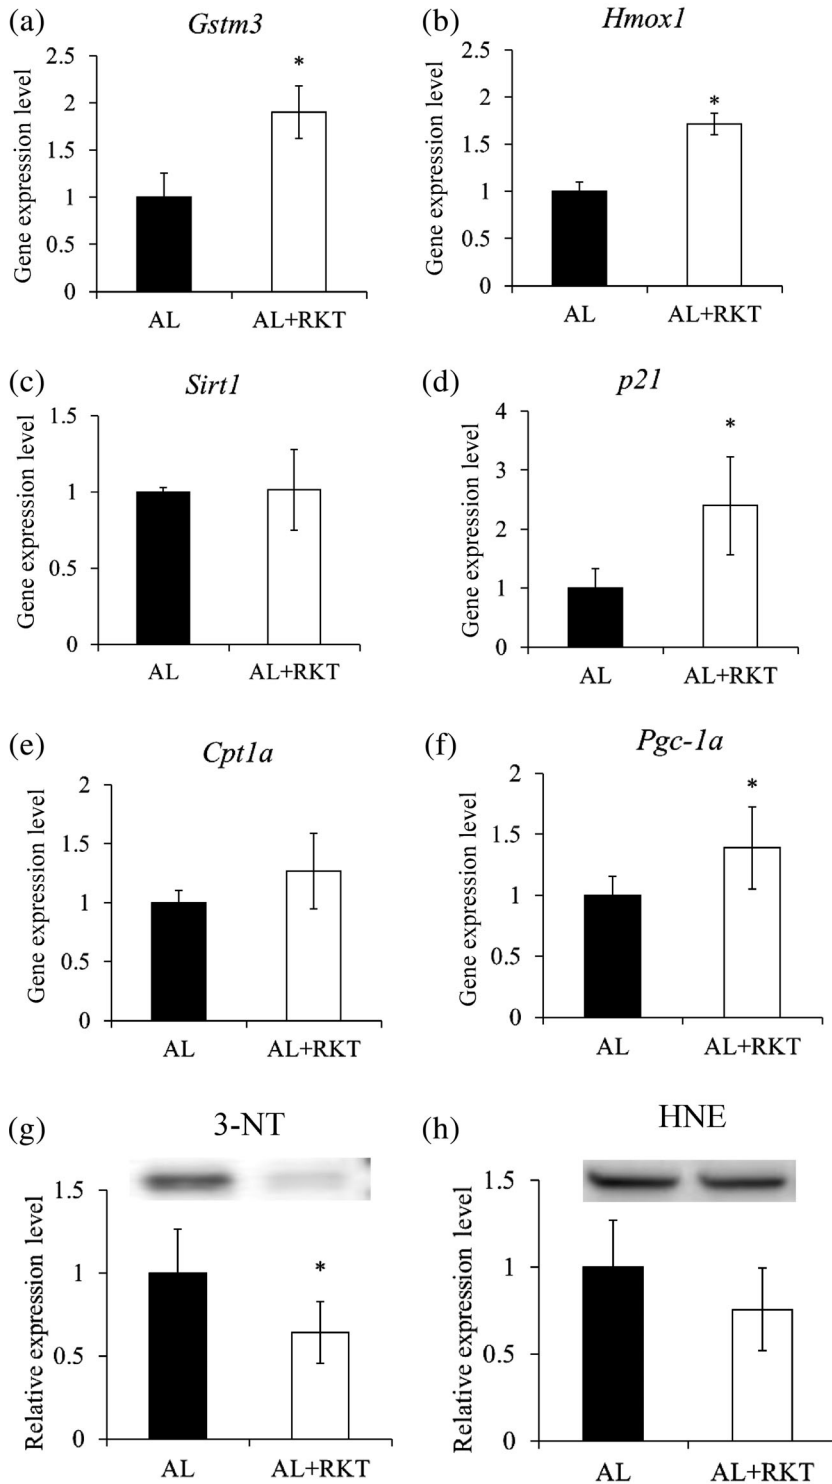 (a)
Gstm3
Gene expression level
2.5
*
2
1.5
1
0.5
0
AL
AL+RKT
(b)
Hmox1
Gene expression level
2.5
2
*
1.5
1
0.5
0
AL
AL+RKT
(c)
Sirt1
Gene expression level
1.5
1
0.5
0
AL
AL+RKT
(d)
p21
Gene expression level
4
*
3
2
1
0
AL
AL+RKT
(e)
Cpt1a
Gene expression level
2
1.5
1
0.5
0
AL
AL+RKT
(f)
Pgc-1a
Gene expression level
2
*
1.5
1
0.5
0
AL
AL+RKT
(g)
3-NT
Relative expression level
1.5
*
1
0.5
0
AL
AL+RKT
(h)
HNE
Relative expression level
1.5
1
0.5
0
AL
AL+RKT